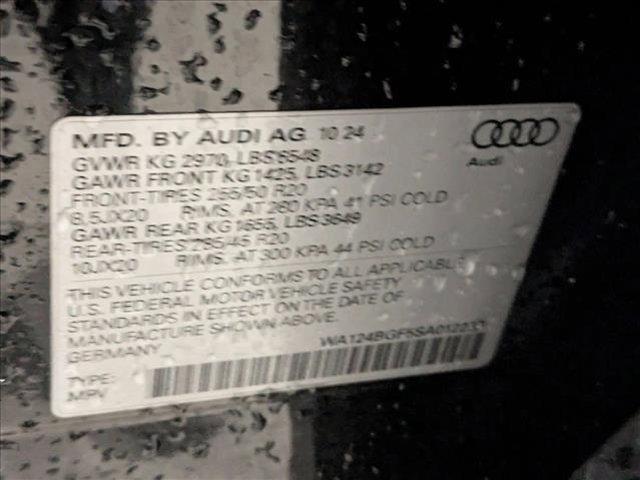 MFD. BY AUDI AG 10 24
GVWR KG 2970, LBS 6548
GAWR FRONT KG 1425, LBS 3142
FRONT-TIRES 255/50 R20
8,5JX20 RIMS, AT 280 KPA 41 PSI COLD
GAWR REAR KG 1655, LBS 3649
REAR-TIRES 285/45 R20
10JX20 RIMS, AT 300 KPA 44 PSI COLD
THIS VEHICLE CONFORMS TO ALL APPLICABLE
U.S. FEDERAL MOTOR VEHICLE SAFETY
STANDARDS IN EFFECT ON THE DATE OF
MANUFACTURE SHOWN ABOVE.
GERMANY
TYPE:
MPV
Audi